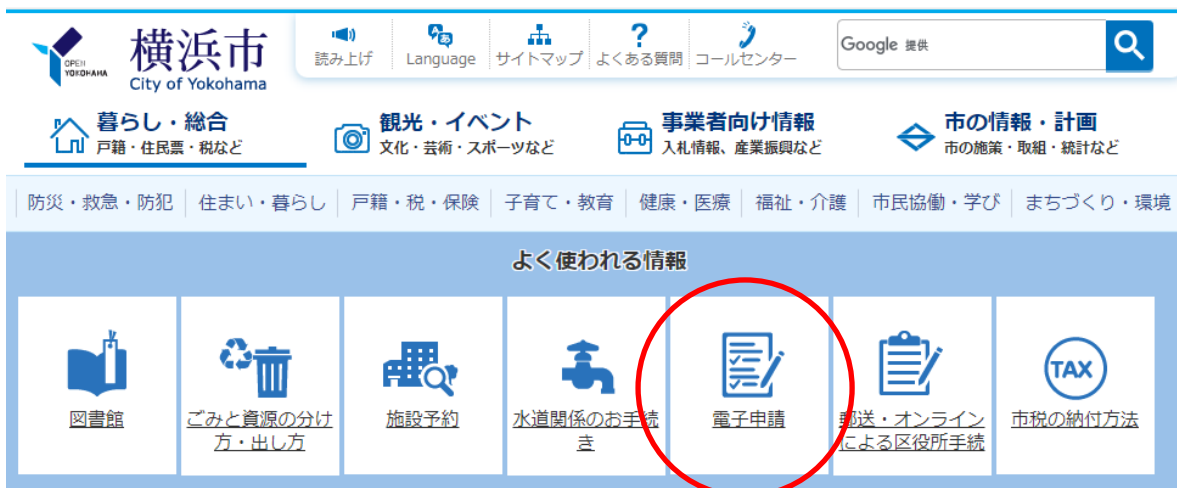 OPEN
YOKOHAMA
横浜市
City of Yokohama
読み上げ
Language
サイトマップ
よくある質問
コールセンター
Google 提供
暮らし・総合
戸籍・住民票・税など
観光・イベント
文化・芸術・スポーツなど
事業者向け情報
入札情報、産業振興など
市の情報・計画
市の施策・取組・統計など
防災・救急・防犯
住まい・暮らし
戸籍・税・保険
子育て・教育
健康・医療
福祉・介護
市民協働・学び
まちづくり・環境
よく使われる情報
図書館
ごみと資源の分け
方・出し方
施設予約
水道関係のお手続
き
電子申請
郵送・オンライン
による区役所手続
TAX
市税の納付方法